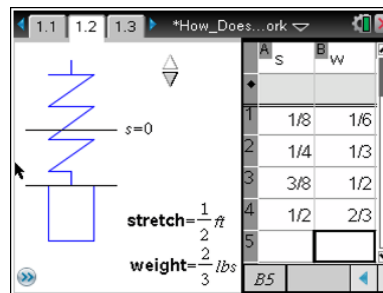 1.1 1.2 1.3 *How_Does...ork
A s B w
s=0
1 1/8 1/6
2 1/4 1/3
3 3/8 1/2
4 1/2 2/3
5
stretch=1/2 ft
weight=2/3 lbs
B5